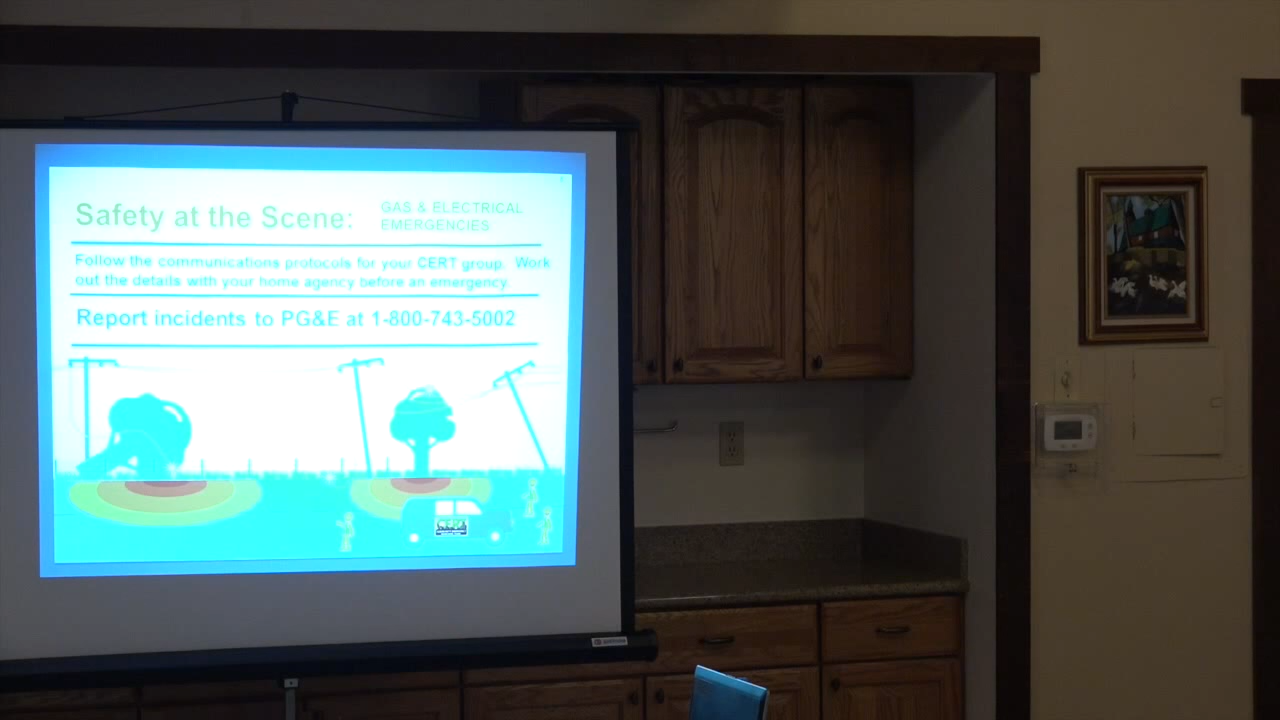 Safety at the Scene:
GAS & ELECTRICAL
EMERGENCIES
Follow the communications protocols for your CERT group. Work
out the details with your home agency before an emergency.
Report incidents to PG&E at 1-800-743-5002